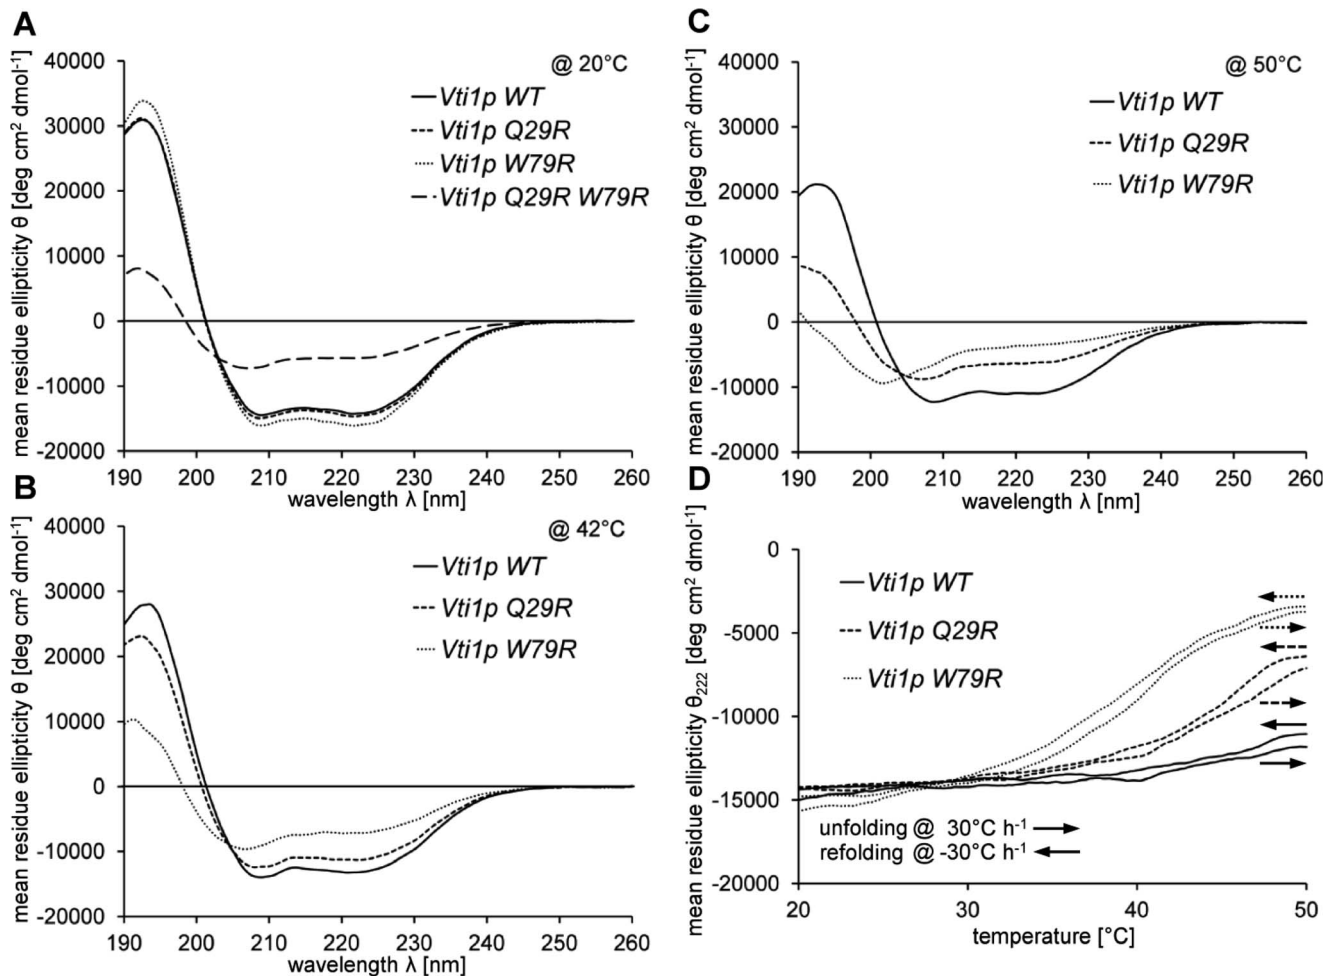 A
mean residue ellipticity θ [deg cm² dmol⁻¹]
@ 20°C
Vti1p WT
Vti1p Q29R
Vti1p W79R
Vti1p Q29R W79R
40000
30000
20000
10000
0
-10000
-20000
190 200 210 220 230 240 250 260
wavelength λ [nm]
B
mean residue ellipticity θ [deg cm² dmol⁻¹]
@ 42°C
Vti1p WT
Vti1p Q29R
Vti1p W79R
40000
30000
20000
10000
0
-10000
-20000
190 200 210 220 230 240 250 260
wavelength λ [nm]
C
mean residue ellipticity θ [deg cm² dmol⁻¹]
@ 50°C
Vti1p WT
Vti1p Q29R
Vti1p W79R
40000
30000
20000
10000
0
-10000
-20000
190 200 210 220 230 240 250 260
wavelength λ [nm]
D
mean residue ellipticity θ₂₂₂ [deg cm² dmol⁻¹]
Vti1p WT
Vti1p Q29R
Vti1p W79R
0
-5000
-10000
-15000
-20000
unfolding @ 30°C h⁻¹
refolding @ -30°C h⁻¹
20 30 40 50
temperature [°C]